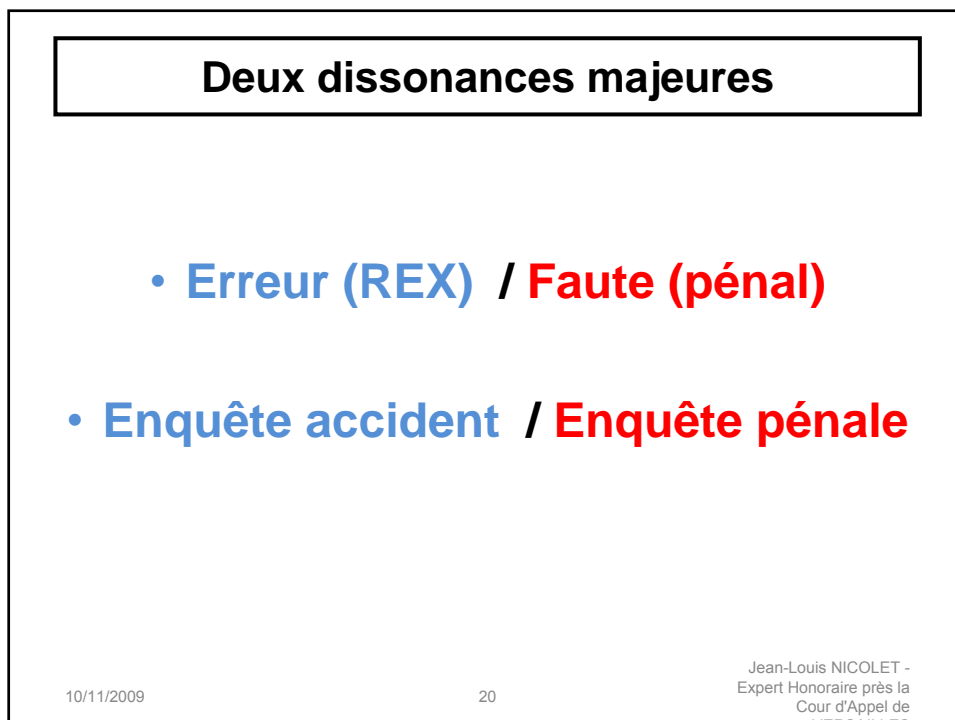 Deux dissonances majeures
• Erreur (REX) / Faute (pénal)
• Enquête accident / Enquête pénale
10/11/2009
20
Jean-Louis NICOLET -
Expert Honoraire près la
Cour d'Appel de